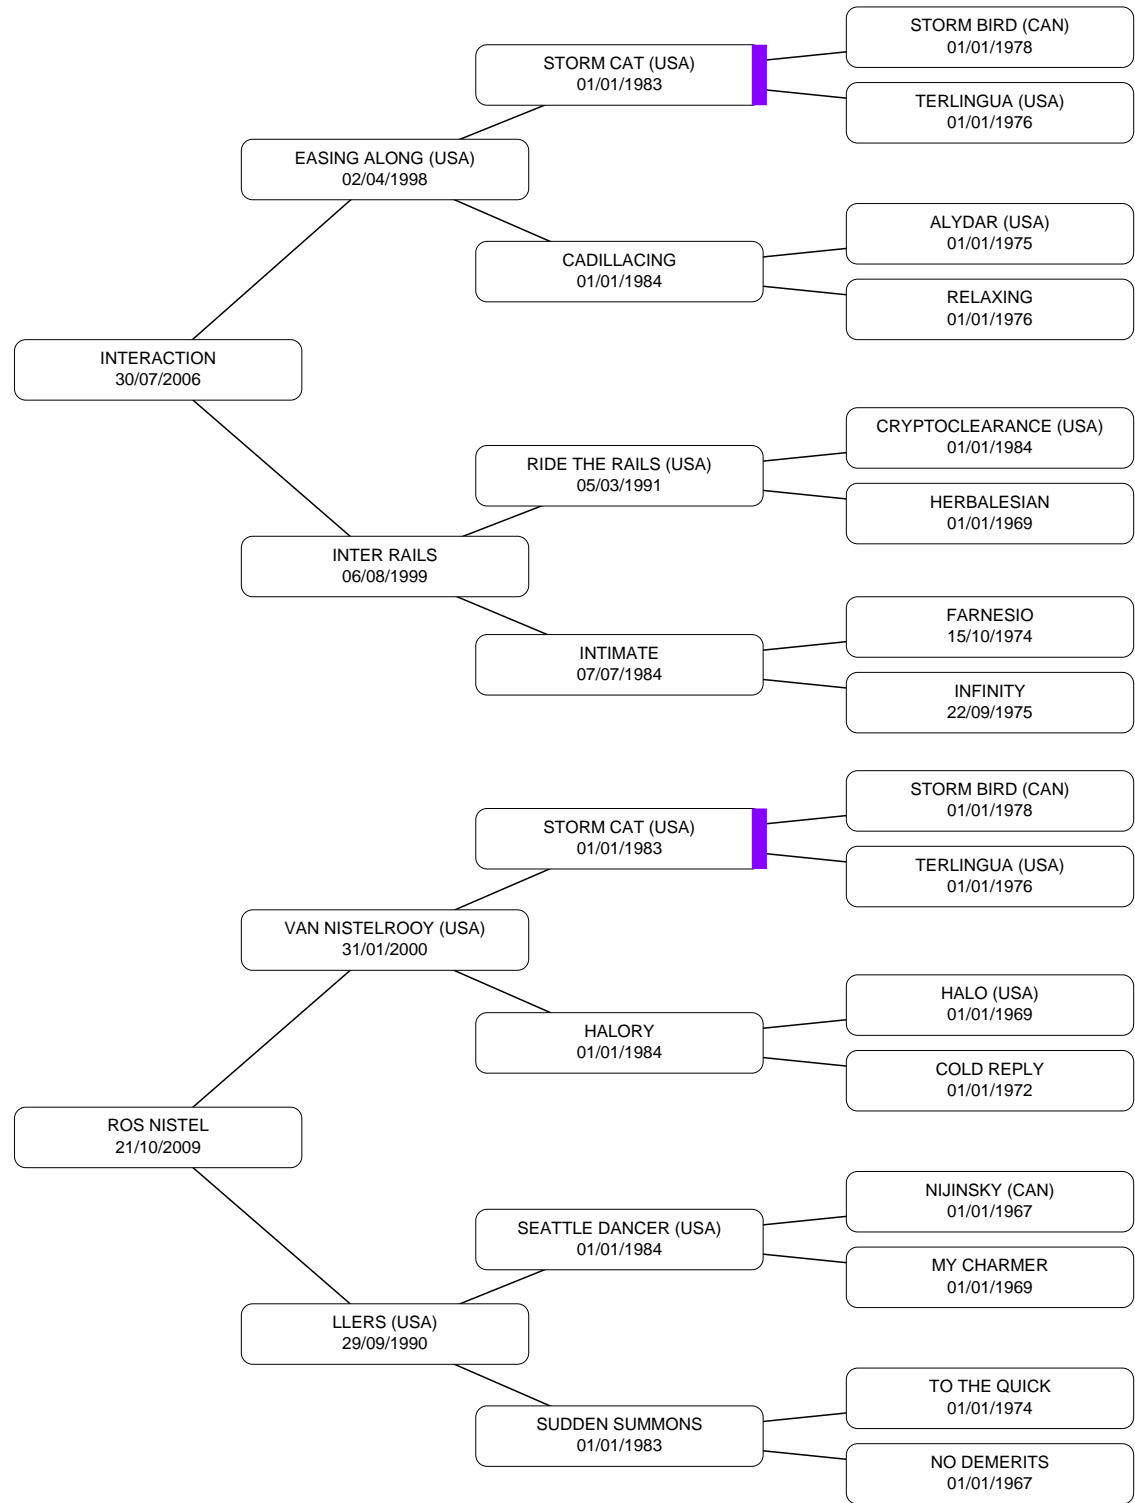 STORM BIRD (CAN)
01/01/1978
STORM CAT (USA)
01/01/1983
TERLINGUA (USA)
01/01/1976
EASING ALONG (USA)
02/04/1998
ALYDAR (USA)
01/01/1975
CADILLACING
01/01/1984
RELAXING
01/01/1976
INTERACTION
30/07/2006
CRYPTOCLEARANCE (USA)
01/01/1984
RIDE THE RAILS (USA)
05/03/1991
HERBALESIAN
01/01/1969
INTER RAILS
06/08/1999
FARNESIO
15/10/1974
INTIMATE
07/07/1984
INFINITY
22/09/1975
STORM BIRD (CAN)
01/01/1978
STORM CAT (USA)
01/01/1983
TERLINGUA (USA)
01/01/1976
VAN NISTELROOY (USA)
31/01/2000
HALO (USA)
01/01/1969
HALORY
01/01/1984
COLD REPLY
01/01/1972
ROS NISTEL
21/10/2009
NIJINSKY (CAN)
01/01/1967
SEATTLE DANCER (USA)
01/01/1984
MY CHARMER
01/01/1969
LLERS (USA)
29/09/1990
TO THE QUICK
01/01/1974
SUDDEN SUMMONS
01/01/1983
NO DEMERITS
01/01/1967